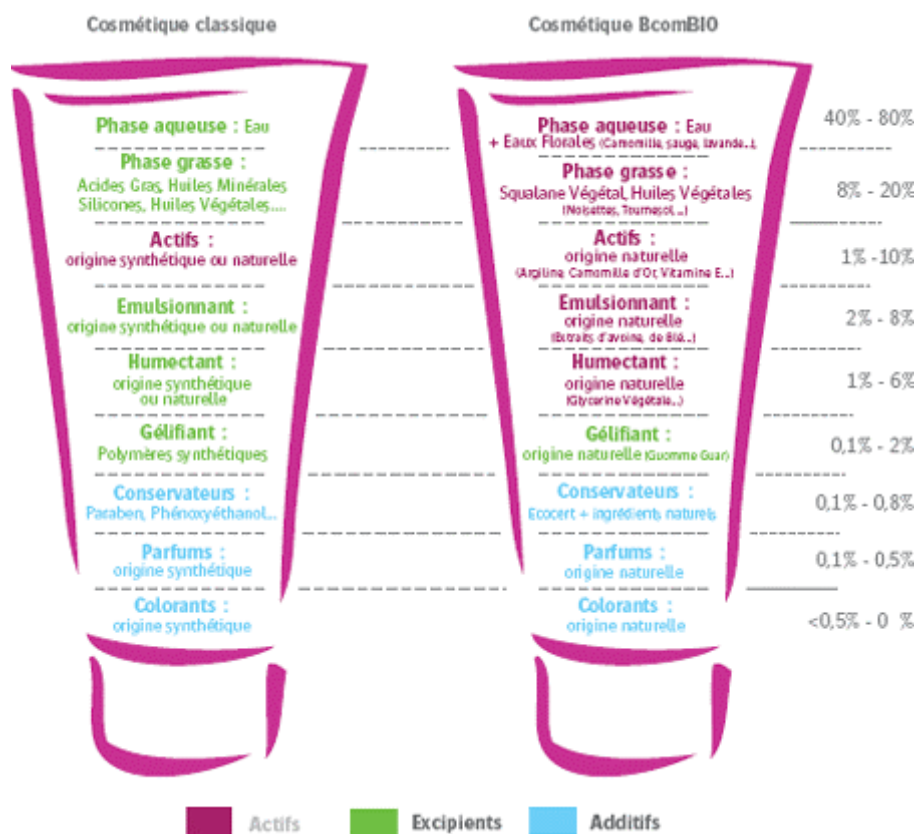 Cosmétique classique
Phase aqueuse : Eau
Phase grasse :
Acides Gras, Huiles Minérales
Silicones, Huiles Végétales....
Actifs :
origine synthétique ou naturelle
Emulsionnant :
origine synthétique ou naturelle
Humectant :
origine synthétique
ou naturelle
Gélifiant :
Polymères synthétiques
Conservateurs :
Paraben, Phénoxyéthanol...
Parfums :
origine synthétique
Colorants :
origine synthétique
Cosmétique BcomBIO
Phase aqueuse : Eau
+ Eaux Florales (Camomille, sauge, lavande...)
Phase grasse :
Squalane Végétal, Huiles Végétales
(Noisettes, Tournesol, ...)
Actifs :
origine naturelle
(Argiline, Camomille d'Or, Vitamine E...)
Emulsionnant :
origine naturelle
(Extraits d'avoine, de Blé...)
Humectant :
origine naturelle
(Glycerine Végétale...)
Gélifiant :
origine naturelle (Guomme Guar)
Conservateurs :
Ecocert + ingrédients naturels
Parfums :
origine naturelle
Colorants :
origine naturelle
40% - 80%
8% - 20%
1% -10%
2% - 8%
1% - 6%
0,1% - 2%
0,1% - 0,8%
0,1% - 0,5%
<0,5% - 0 %
Actifs
Excipients
Additifs